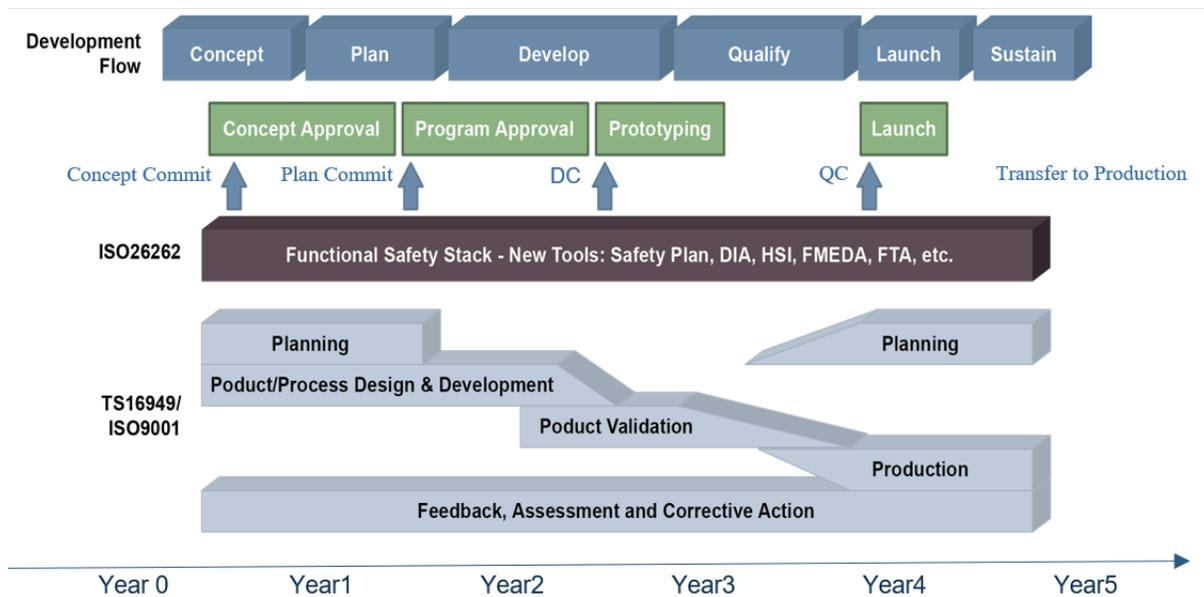 Development
Flow
Concept
Plan
Develop
Qualify
Launch
Sustain
Concept Approval
Program Approval
Prototyping
Launch
Concept Commit
Plan Commit
DC
QC
Transfer to Production
ISO26262
Functional Safety Stack - New Tools: Safety Plan, DIA, HSI, FMEDA, FTA, etc.
Planning
Planning
Poduct/Process Design & Development
TS16949/
ISO9001
Poduct Validation
Production
Feedback, Assessment and Corrective Action
Year 0
Year1
Year2
Year3
Year4
Year5